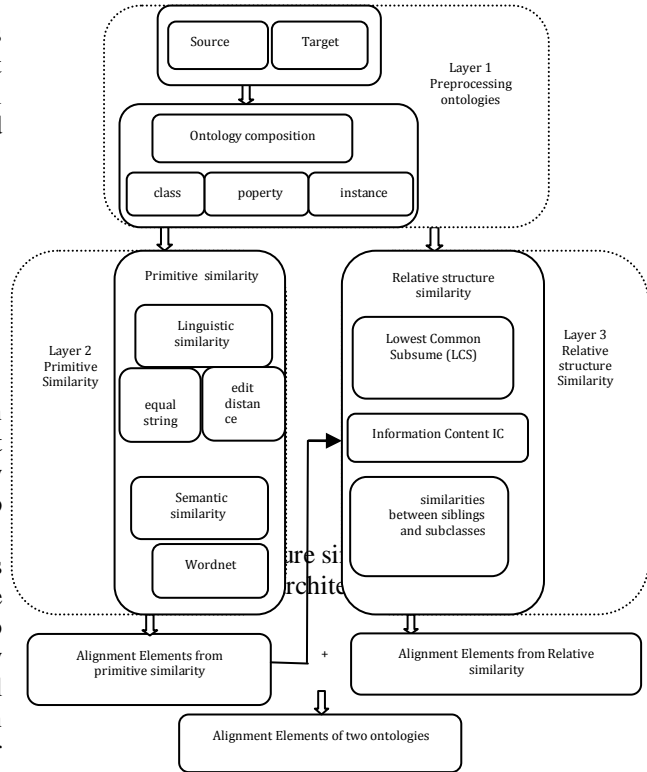 Source
Target
Layer 1
Preprocessing
ontologies
Ontology composition
class
poperty
instance
Primitive similarity
Linguistic
similarity
equal
string
edit
distan
ce
Semantic
similarity
Wordnet
Layer 2
Primitive
Similarity
Relative structure
similarity
Lowest Common
Subsume (LCS)
Information Content IC
similarities
between siblings
and subclasses
Layer 3
Relative
structure
Similarity
Alignment Elements from
primitive similarity
+
Alignment Elements from Relative
similarity
Alignment Elements of two ontologies